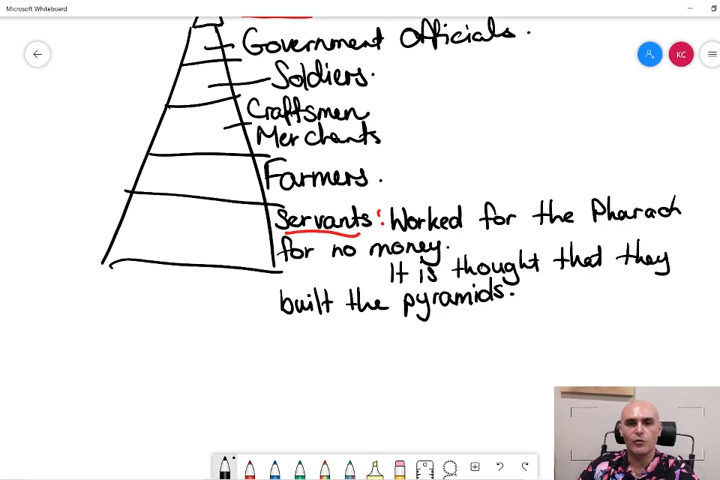 Microsoft Whiteboard
KC
Government Officials.
Soldiers.
Craftsmen
Merchants
Farmers.
Servants: Worked for the Pharaoh
for no money.
It is thought that they
built the pyramids.